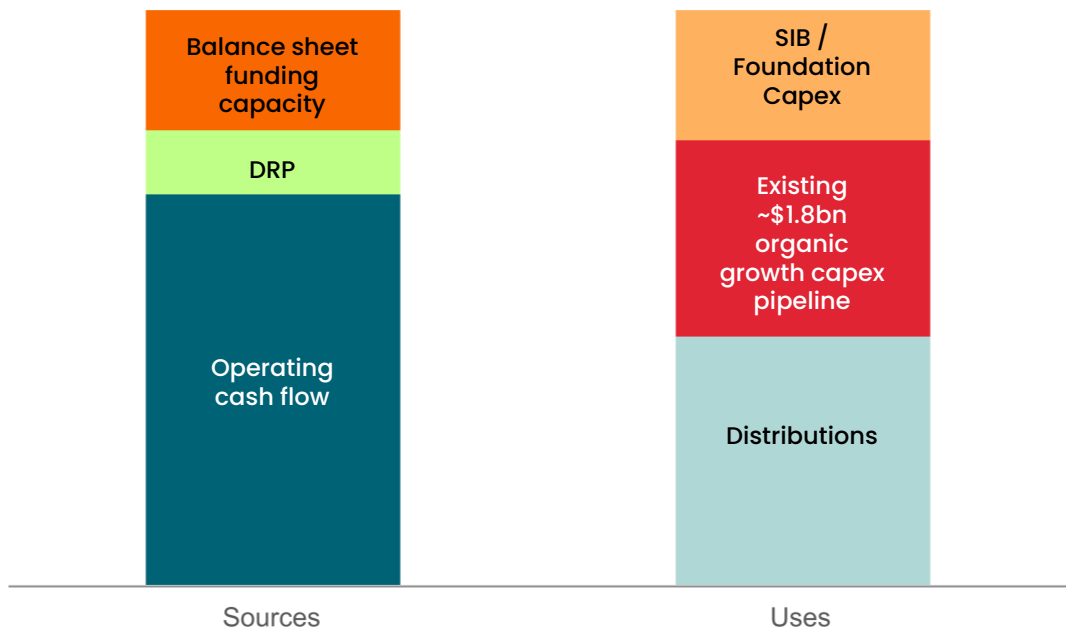 Balance sheet
funding
capacity
DRP
Operating
cash flow
SIB /
Foundation
Capex
Existing
~$1.8bn
organic
growth capex
pipeline
Distributions
Sources
Uses